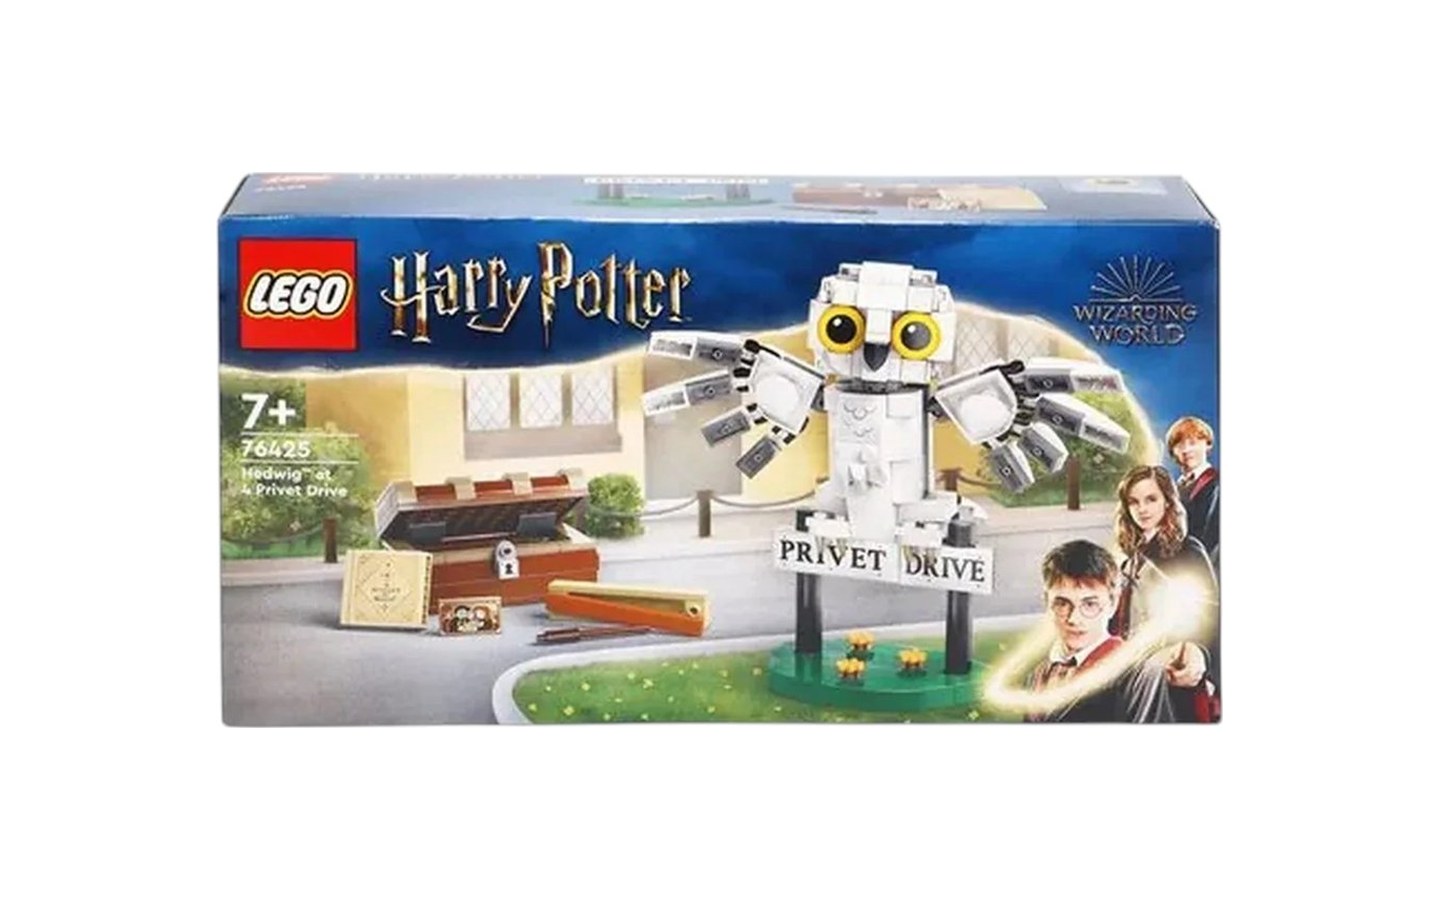 LEGO
Harry Potter
WIZARDING
WORLD
7+
76425
Hedwig™ at
4 Privet Drive
PRIVET DRIVE